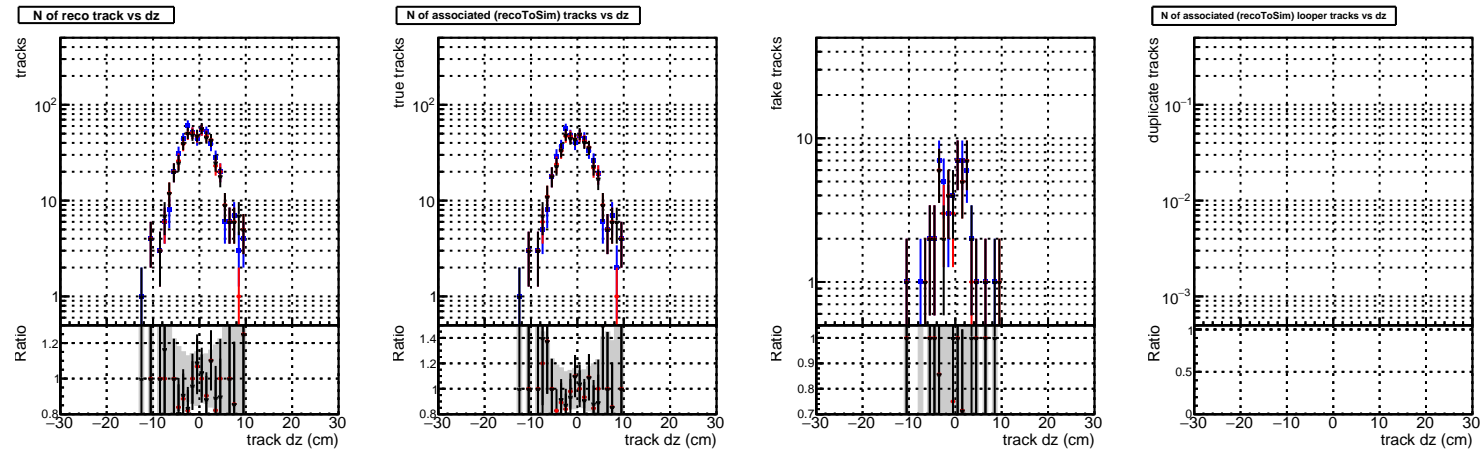 N of reco track vs dz
tracks
10²
10
1
Ratio
1.2
1
0.8
−30 −20 −10 0 10 20 30
track dz (cm)
N of associated (recoToSim) tracks vs dz
true tracks
10²
10
1
Ratio
1.4
1.2
1
0.8
−30 −20 −10 0 10 20 30
track dz (cm)
fake tracks
10
1
Ratio
1
0.9
0.8
0.7
−30 −20 −10 0 10 20 30
track dz (cm)
N of associated (recoToSim) looper tracks vs dz
duplicate tracks
10⁻¹
10⁻²
10⁻³
Ratio
1
0.5
0
−30 −20 −10 0 10 20 30
track dz (cm)